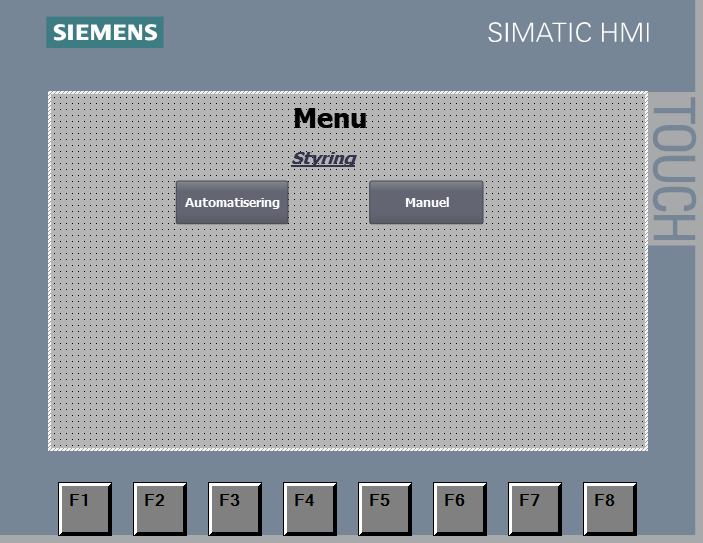 SIEMENS
SIMATIC HMI
TOUCH
Menu
Styring
Automatisering
Manuel
F1
F2
F3
F4
F5
F6
F7
F8